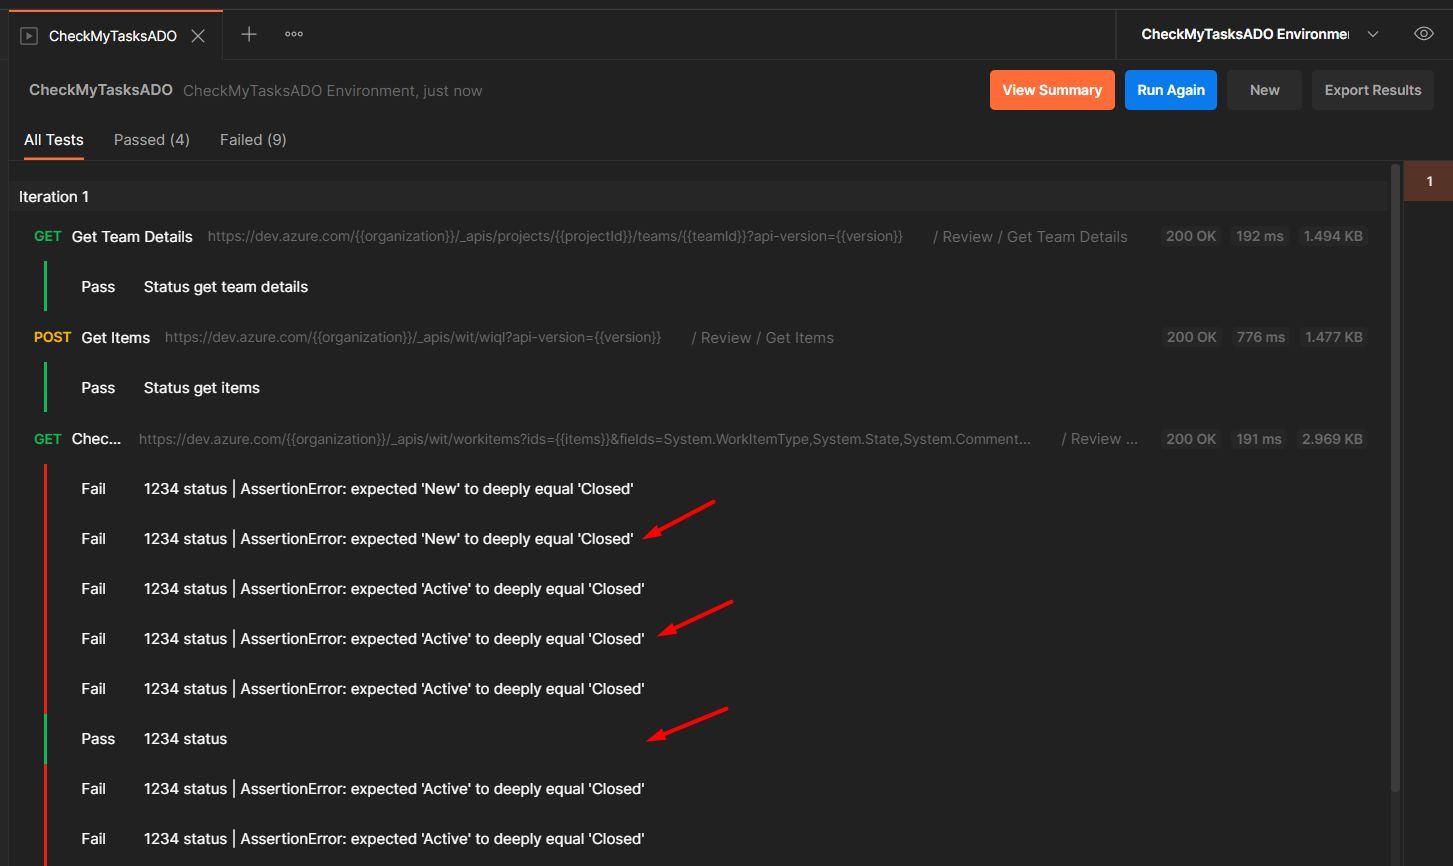 CheckMyTasksADO
CheckMyTasksADO Environme
CheckMyTasksADO CheckMyTasksADO Environment, just now
View Summary
Run Again
New
Export Results
All Tests Passed (4) Failed (9)
1
Iteration 1
GET Get Team Details https://dev.azure.com/{{organization}}/_apis/projects/{{projectId}}/teams/{{teamId}}?api-version={{version}} / Review / Get Team Details 200 OK 192 ms 1.494 KB
Pass Status get team details
POST Get Items https://dev.azure.com/{{organization}}/_apis/wit/wiql?api-version={{version}} / Review / Get Items 200 OK 776 ms 1.477 KB
Pass Status get items
GET Chec... https://dev.azure.com/{{organization}}/_apis/wit/workitems?ids={{items}}&fields=System.WorkItemType,System.State,System.Comment... / Review ... 200 OK 191 ms 2.969 KB
Fail 1234 status | AssertionError: expected 'New' to deeply equal 'Closed'
Fail 1234 status | AssertionError: expected 'New' to deeply equal 'Closed'
Fail 1234 status | AssertionError: expected 'Active' to deeply equal 'Closed'
Fail 1234 status | AssertionError: expected 'Active' to deeply equal 'Closed'
Fail 1234 status | AssertionError: expected 'Active' to deeply equal 'Closed'
Pass 1234 status
Fail 1234 status | AssertionError: expected 'Active' to deeply equal 'Closed'
Fail 1234 status | AssertionError: expected 'Active' to deeply equal 'Closed'